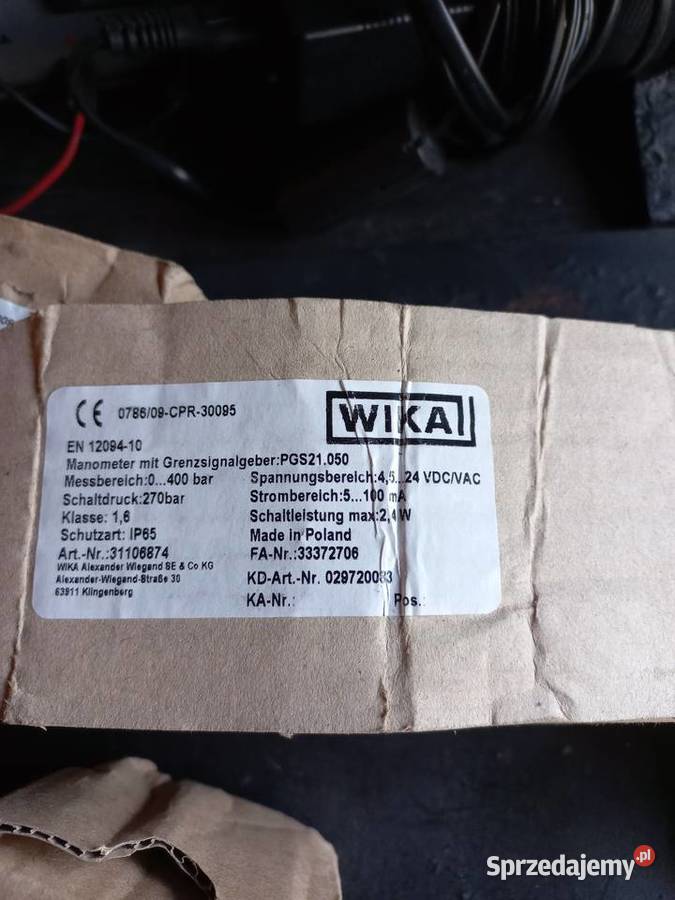 CE 0786/09-CPR-30095
WIKA
EN 12094-10
Manometer mit Grenzsignalgeber:PGS21.050
Messbereich:0...400 bar
Spannungsbereich:4,5...24 VDC/VAC
Schaltdruck:270bar
Strombereich:5...100 mA
Klasse: 1,6
Schaltleistung max:2,4 W
Schutzart: IP65
Made in Poland
Art.-Nr.:31106874
FA-Nr.:33372706
WIKA Alexander Wiegand SE & Co KG
Alexander-Wiegand-Straße 30
63911 Klingenberg
KD-Art-Nr. 029720033
KA-Nr.:
Pos.:
Sprzedajemy.pl